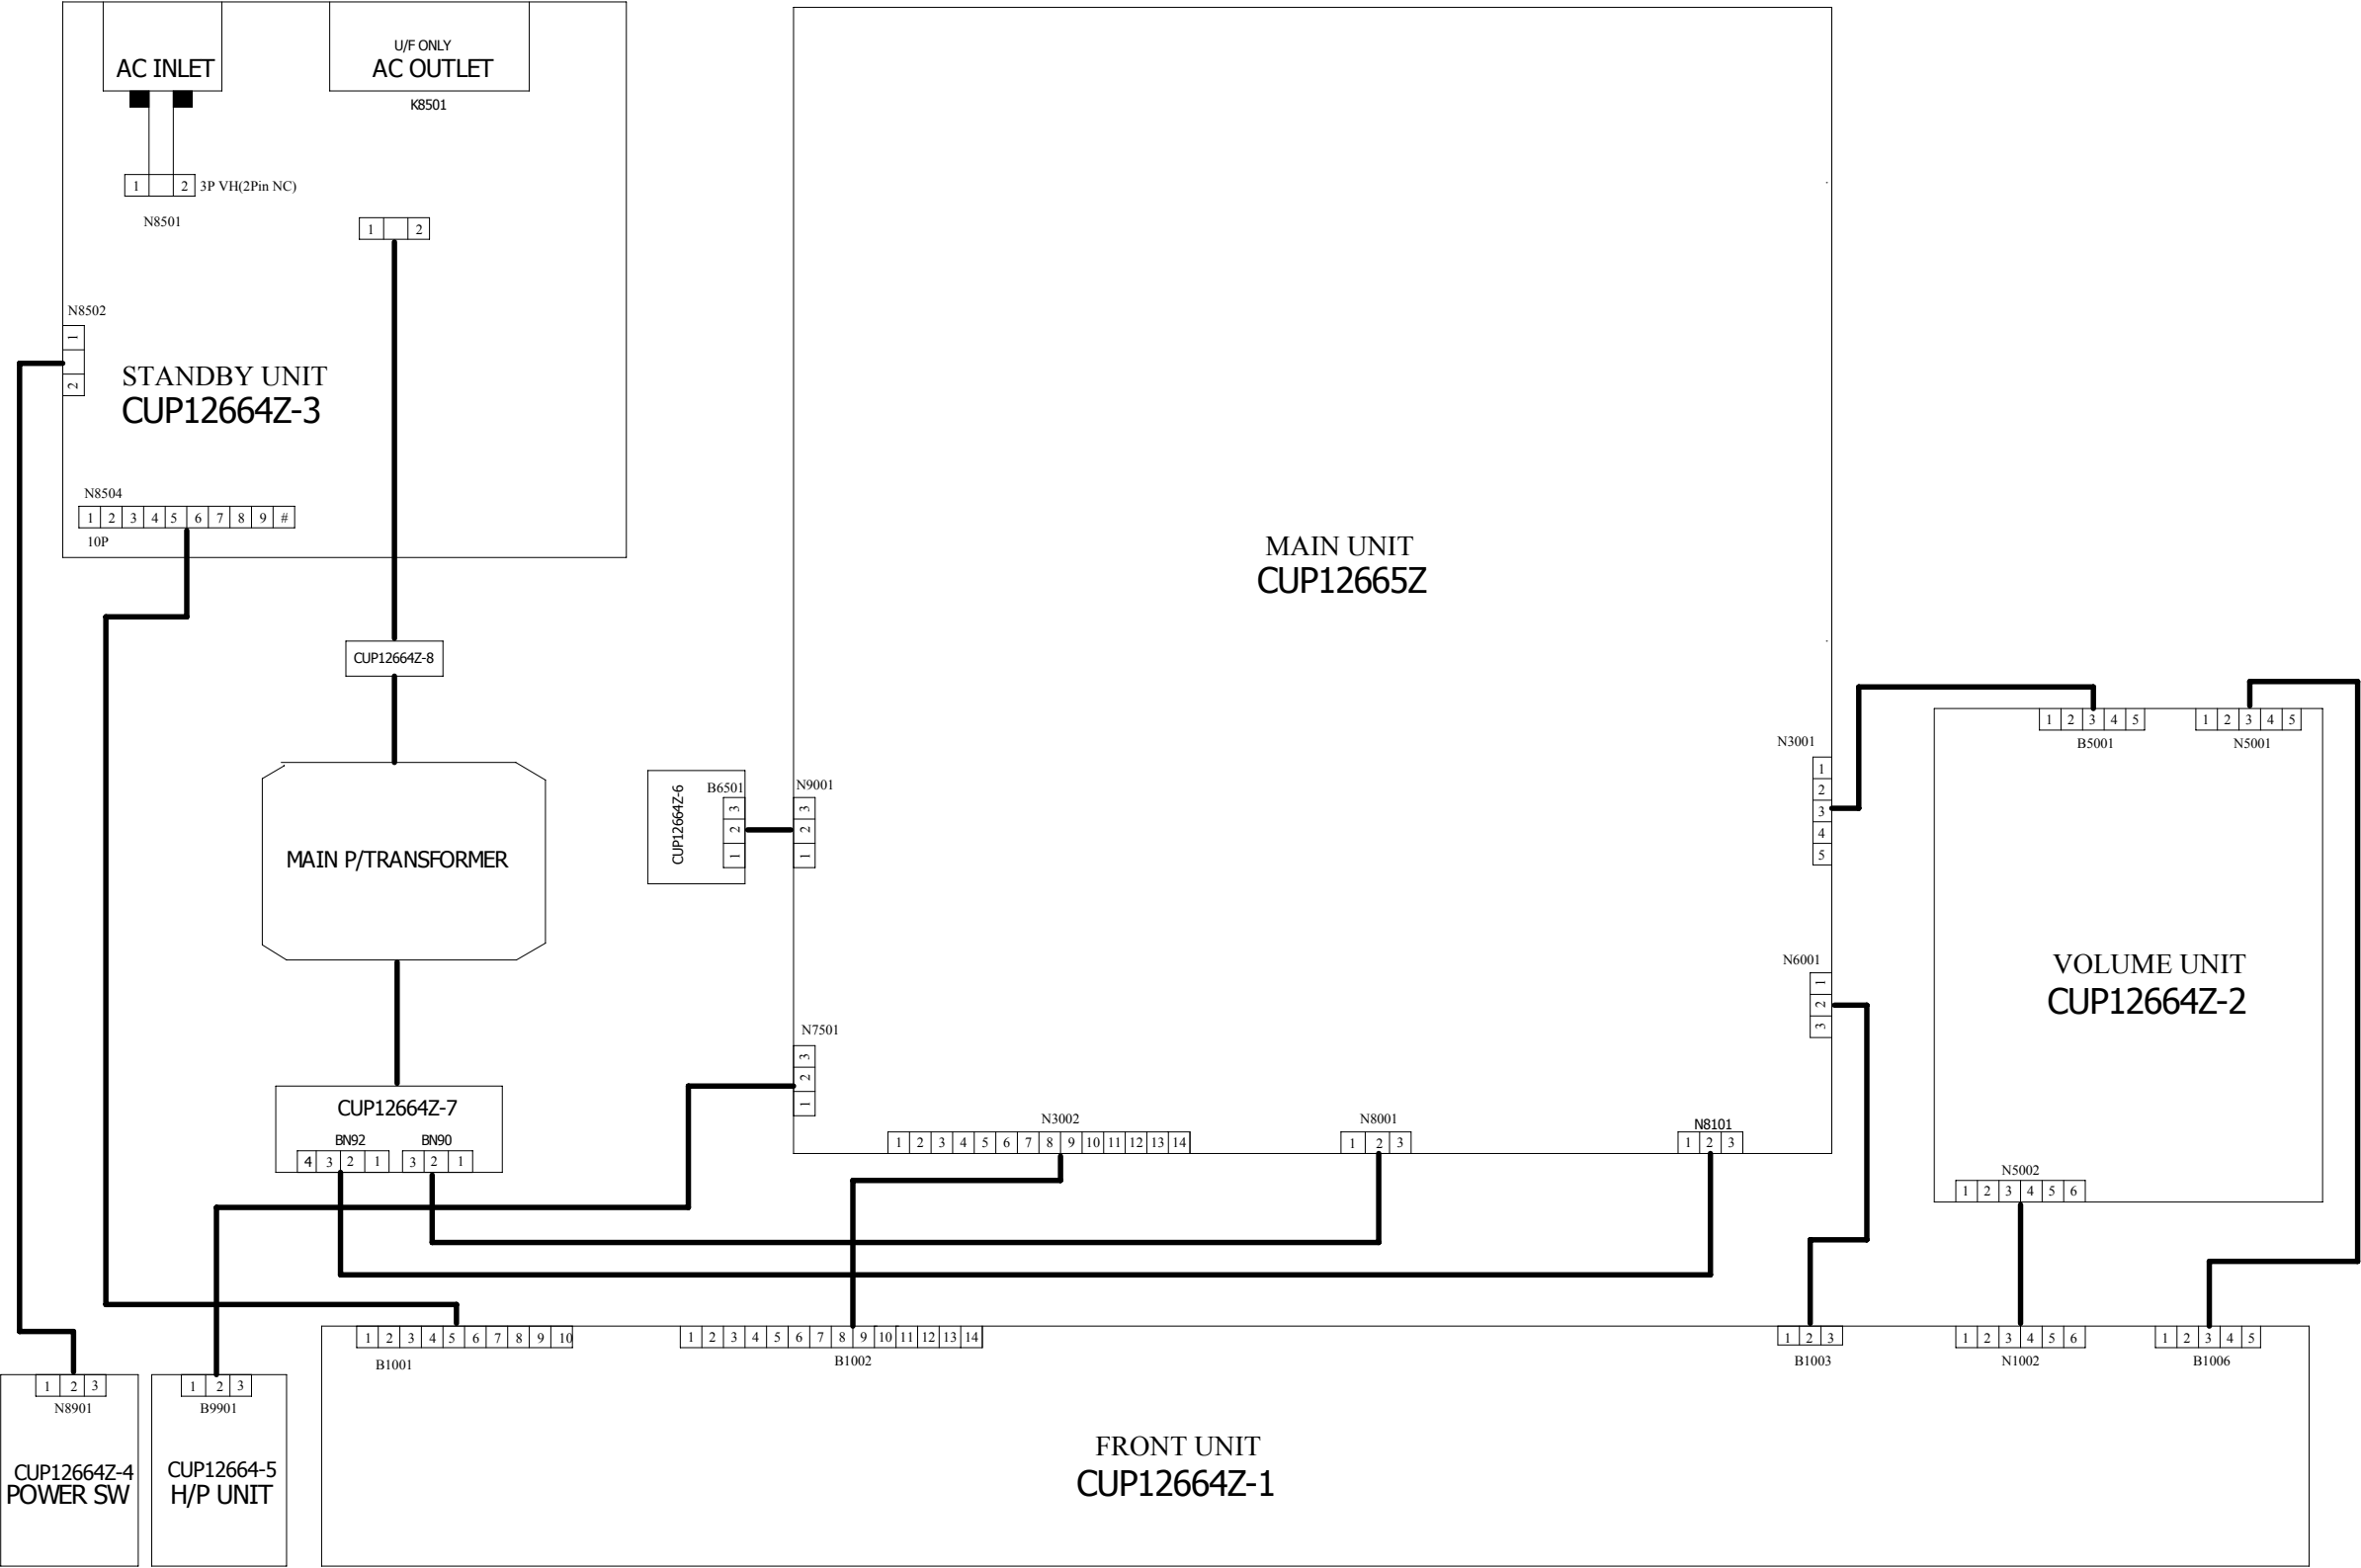 U/F ONLY
AC INLET
AC OUTLET
K8501
1 2 3P VH(2Pin NC)
N8501
1 2
N8502
1
2
STANDBY UNIT
CUP12664Z-3
N8504
1 2 3 4 5 6 7 8 9 #
10P
MAIN UNIT
CUP12665Z
CUP12664Z-8
MAIN P/TRANSFORMER
CUP12664Z-6
B6501
3
2
1
N9001
3
2
1
N3001
1
2
3
4
5
1 2 3 4 5
B5001
1 2 3 4 5
N5001
VOLUME UNIT
CUP12664Z-2
N6001
1
2
3
N7501
3
2
1
CUP12664Z-7
BN92
BN90
4 3 2 1
3 2 1
N3002
1 2 3 4 5 6 7 8 9 10 11 12 13 14
N8001
1 2 3
N8101
1 2 3
N5002
1 2 3 4 5 6
1 2 3 4 5 6 7 8 9 10
B1001
1 2 3 4 5 6 7 8 9 10 11 12 13 14
B1002
1 2 3
B1003
1 2 3 4 5 6
N1002
1 2 3 4 5
B1006
1 2 3
N8901
CUP12664Z-4
POWER SW
1 2 3
B9901
CUP12664-5
H/P UNIT
FRONT UNIT
CUP12664Z-1